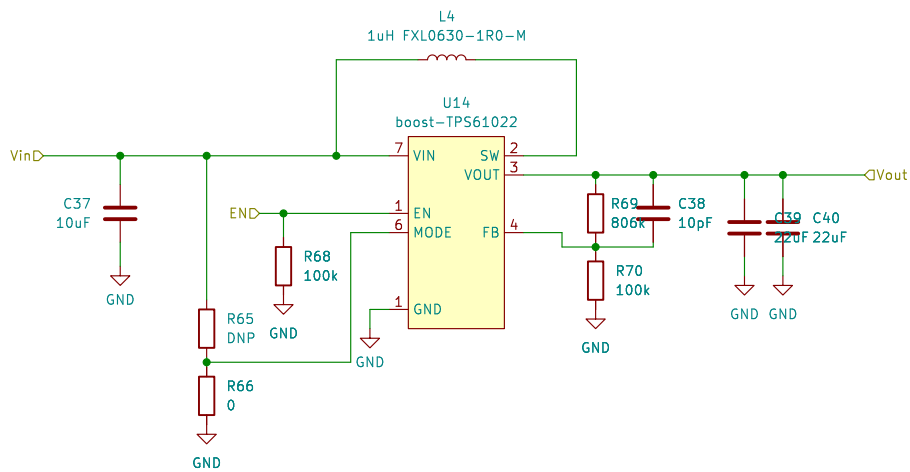 L4
1uH FXL0630-1R0-M
U14
boost-TPS61022
Vin
7 VIN
SW 2
VOUT 3
Vout
C37
10uF
GND
EN
1 EN
6 MODE
FB 4
R69
806k
C38
10pF
C39
22uF
C40
22uF
R68
100k
GND
R70
100k
GND
GND
GND
1 GND
GND
R65
DNP
R66
0
GND